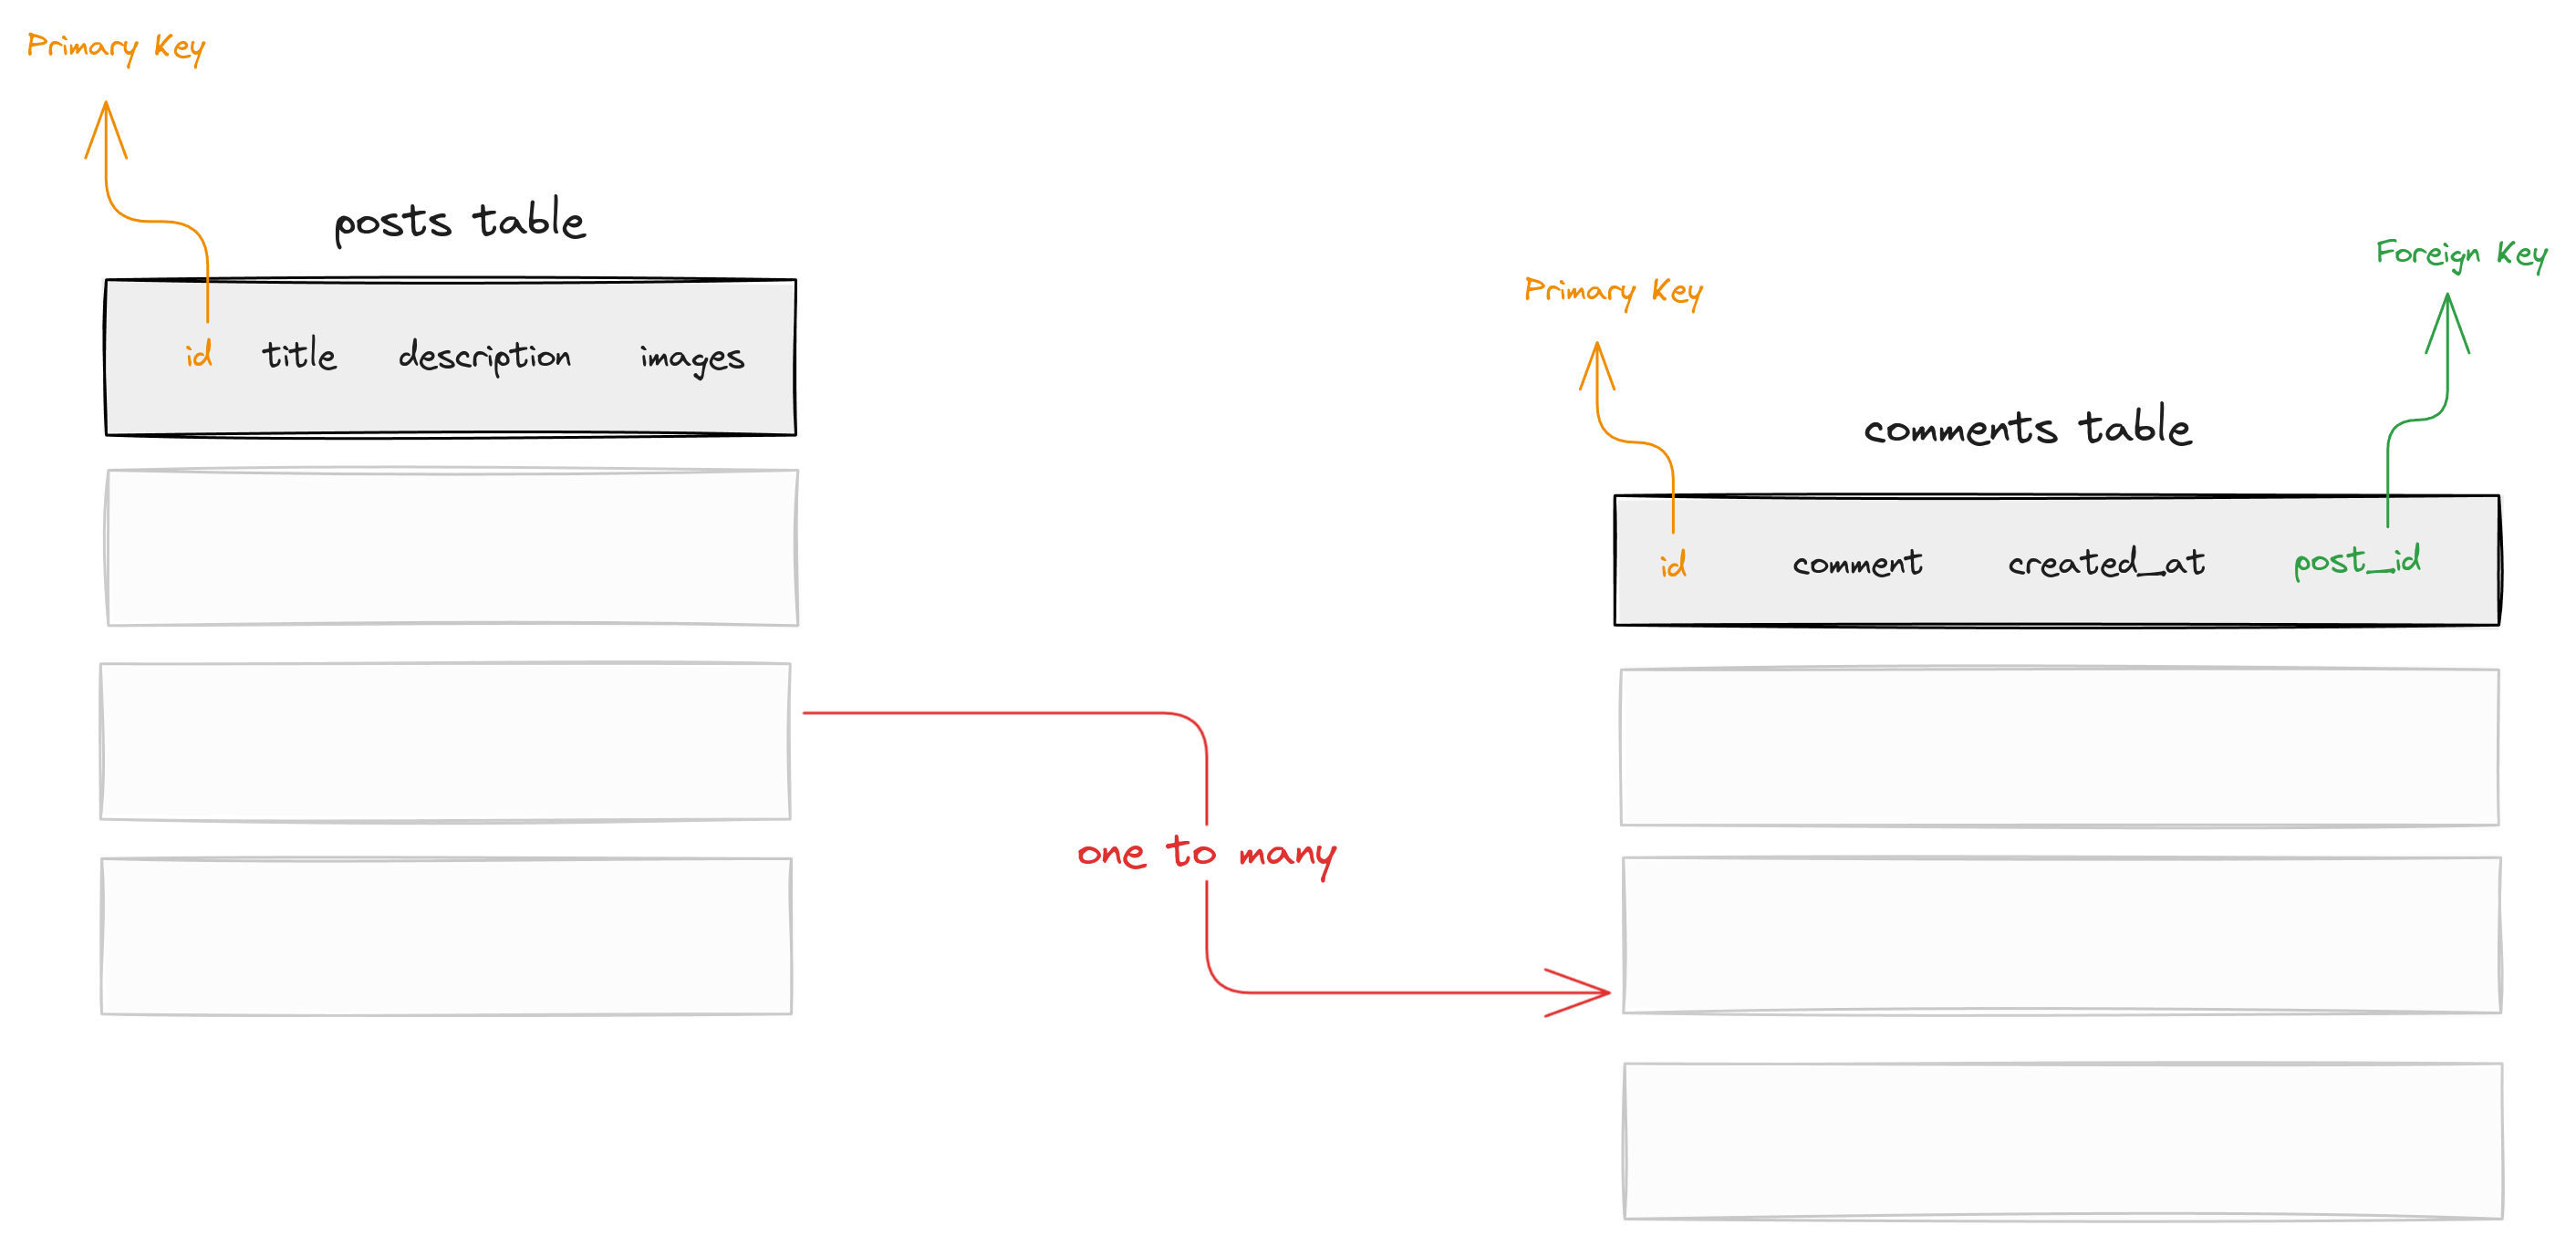 Primary Key
posts table
id title description images
Primary Key
Foreign Key
comments table
id comment created_at post_id
one to many